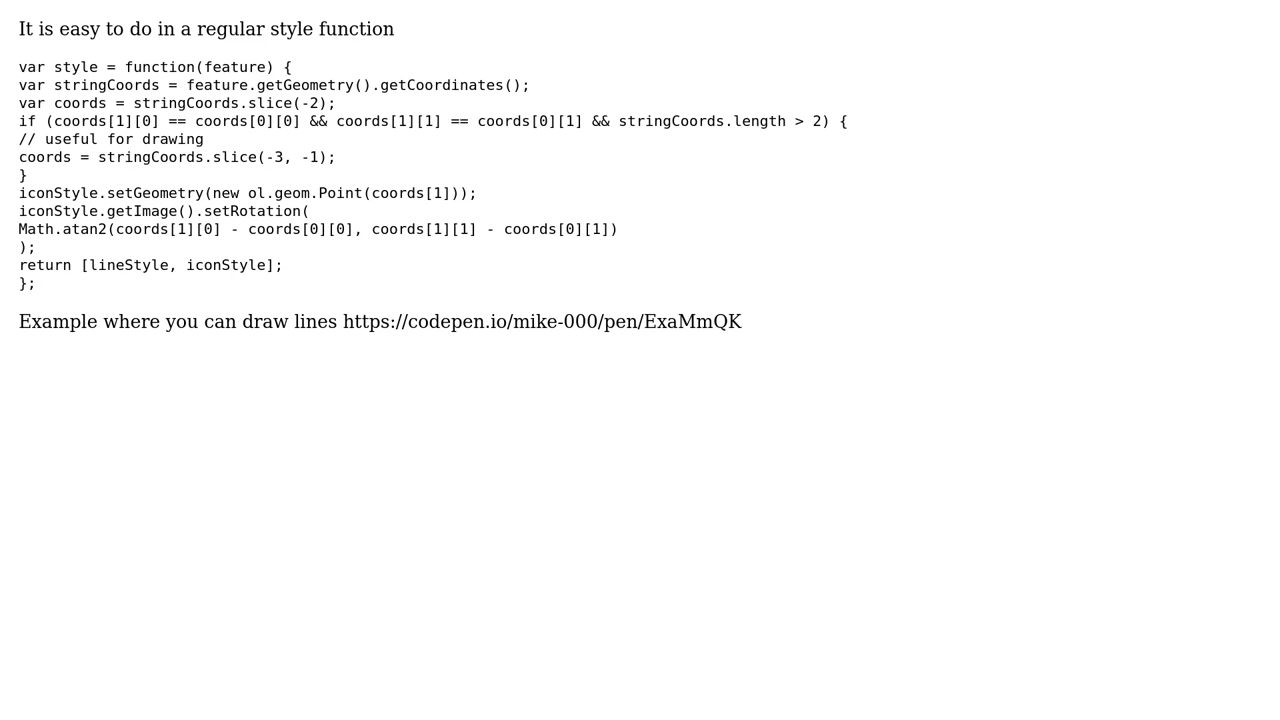 It is easy to do in a regular style function
var style = function(feature) {
var stringCoords = feature.getGeometry().getCoordinates();
var coords = stringCoords.slice(-2);
if (coords[1][0] == coords[0][0] && coords[1][1] == coords[0][1] && stringCoords.length > 2) {
// useful for drawing
coords = stringCoords.slice(-3, -1);
}
iconStyle.setGeometry(new ol.geom.Point(coords[1]));
iconStyle.getImage().setRotation(
Math.atan2(coords[1][0] - coords[0][0], coords[1][1] - coords[0][1])
);
return [lineStyle, iconStyle];
};
Example where you can draw lines https://codepen.io/mike-000/pen/ExaMmQK